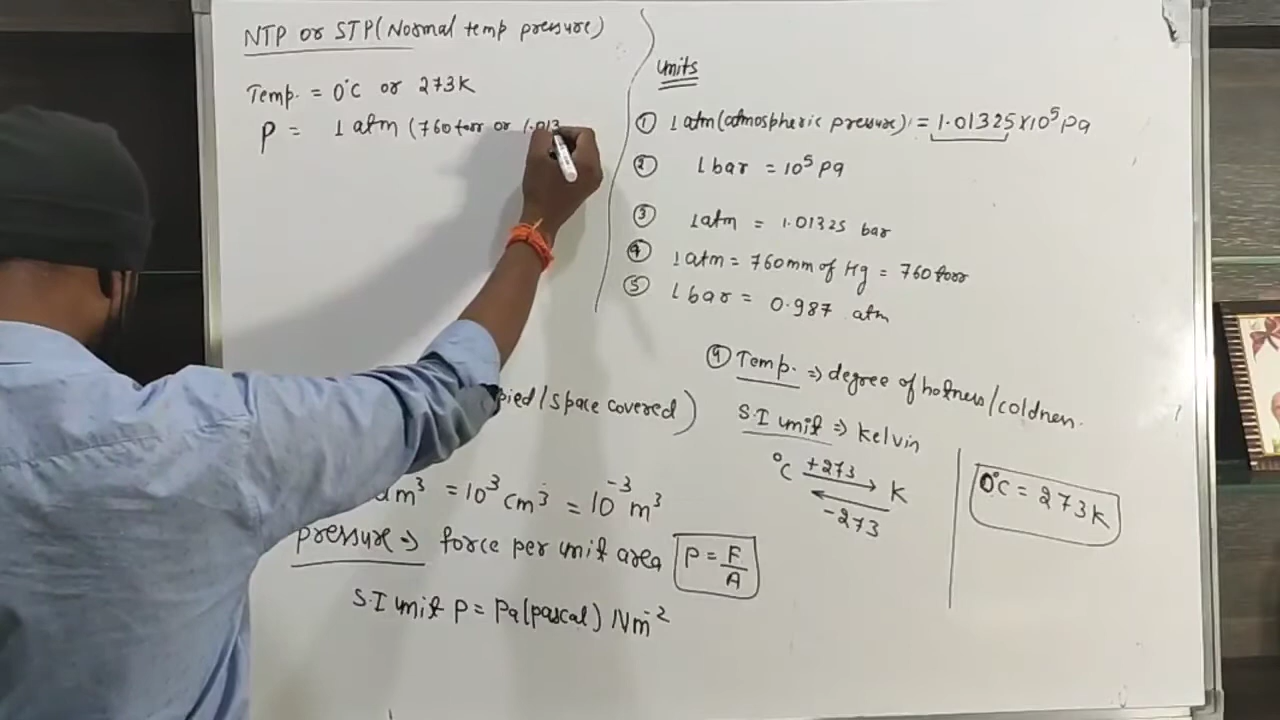 NTP or STP (Normal temp pressure)
Temp. = 0°C or 273K
P = 1 atm (760 torr or 1.013
pied / space covered)
dm³ = 10³ cm³ = 10⁻³ m³
pressure → force per unit area P = F/A
S.I unit P = Pa (pascal) Nm⁻²
units
① 1 atm (atmospheric pressure) = 1.01325 x 10⁵ Pa
② 1 bar = 10⁵ Pa
③ 1 atm = 1.01325 bar
④ 1 atm = 760 mm of Hg = 760 torr
⑤ 1 bar = 0.987 atm
④ Temp. ⇒ degree of hotness / coldness.
S.I unit ⇒ Kelvin
°C +273 K
-273
0°C = 273K